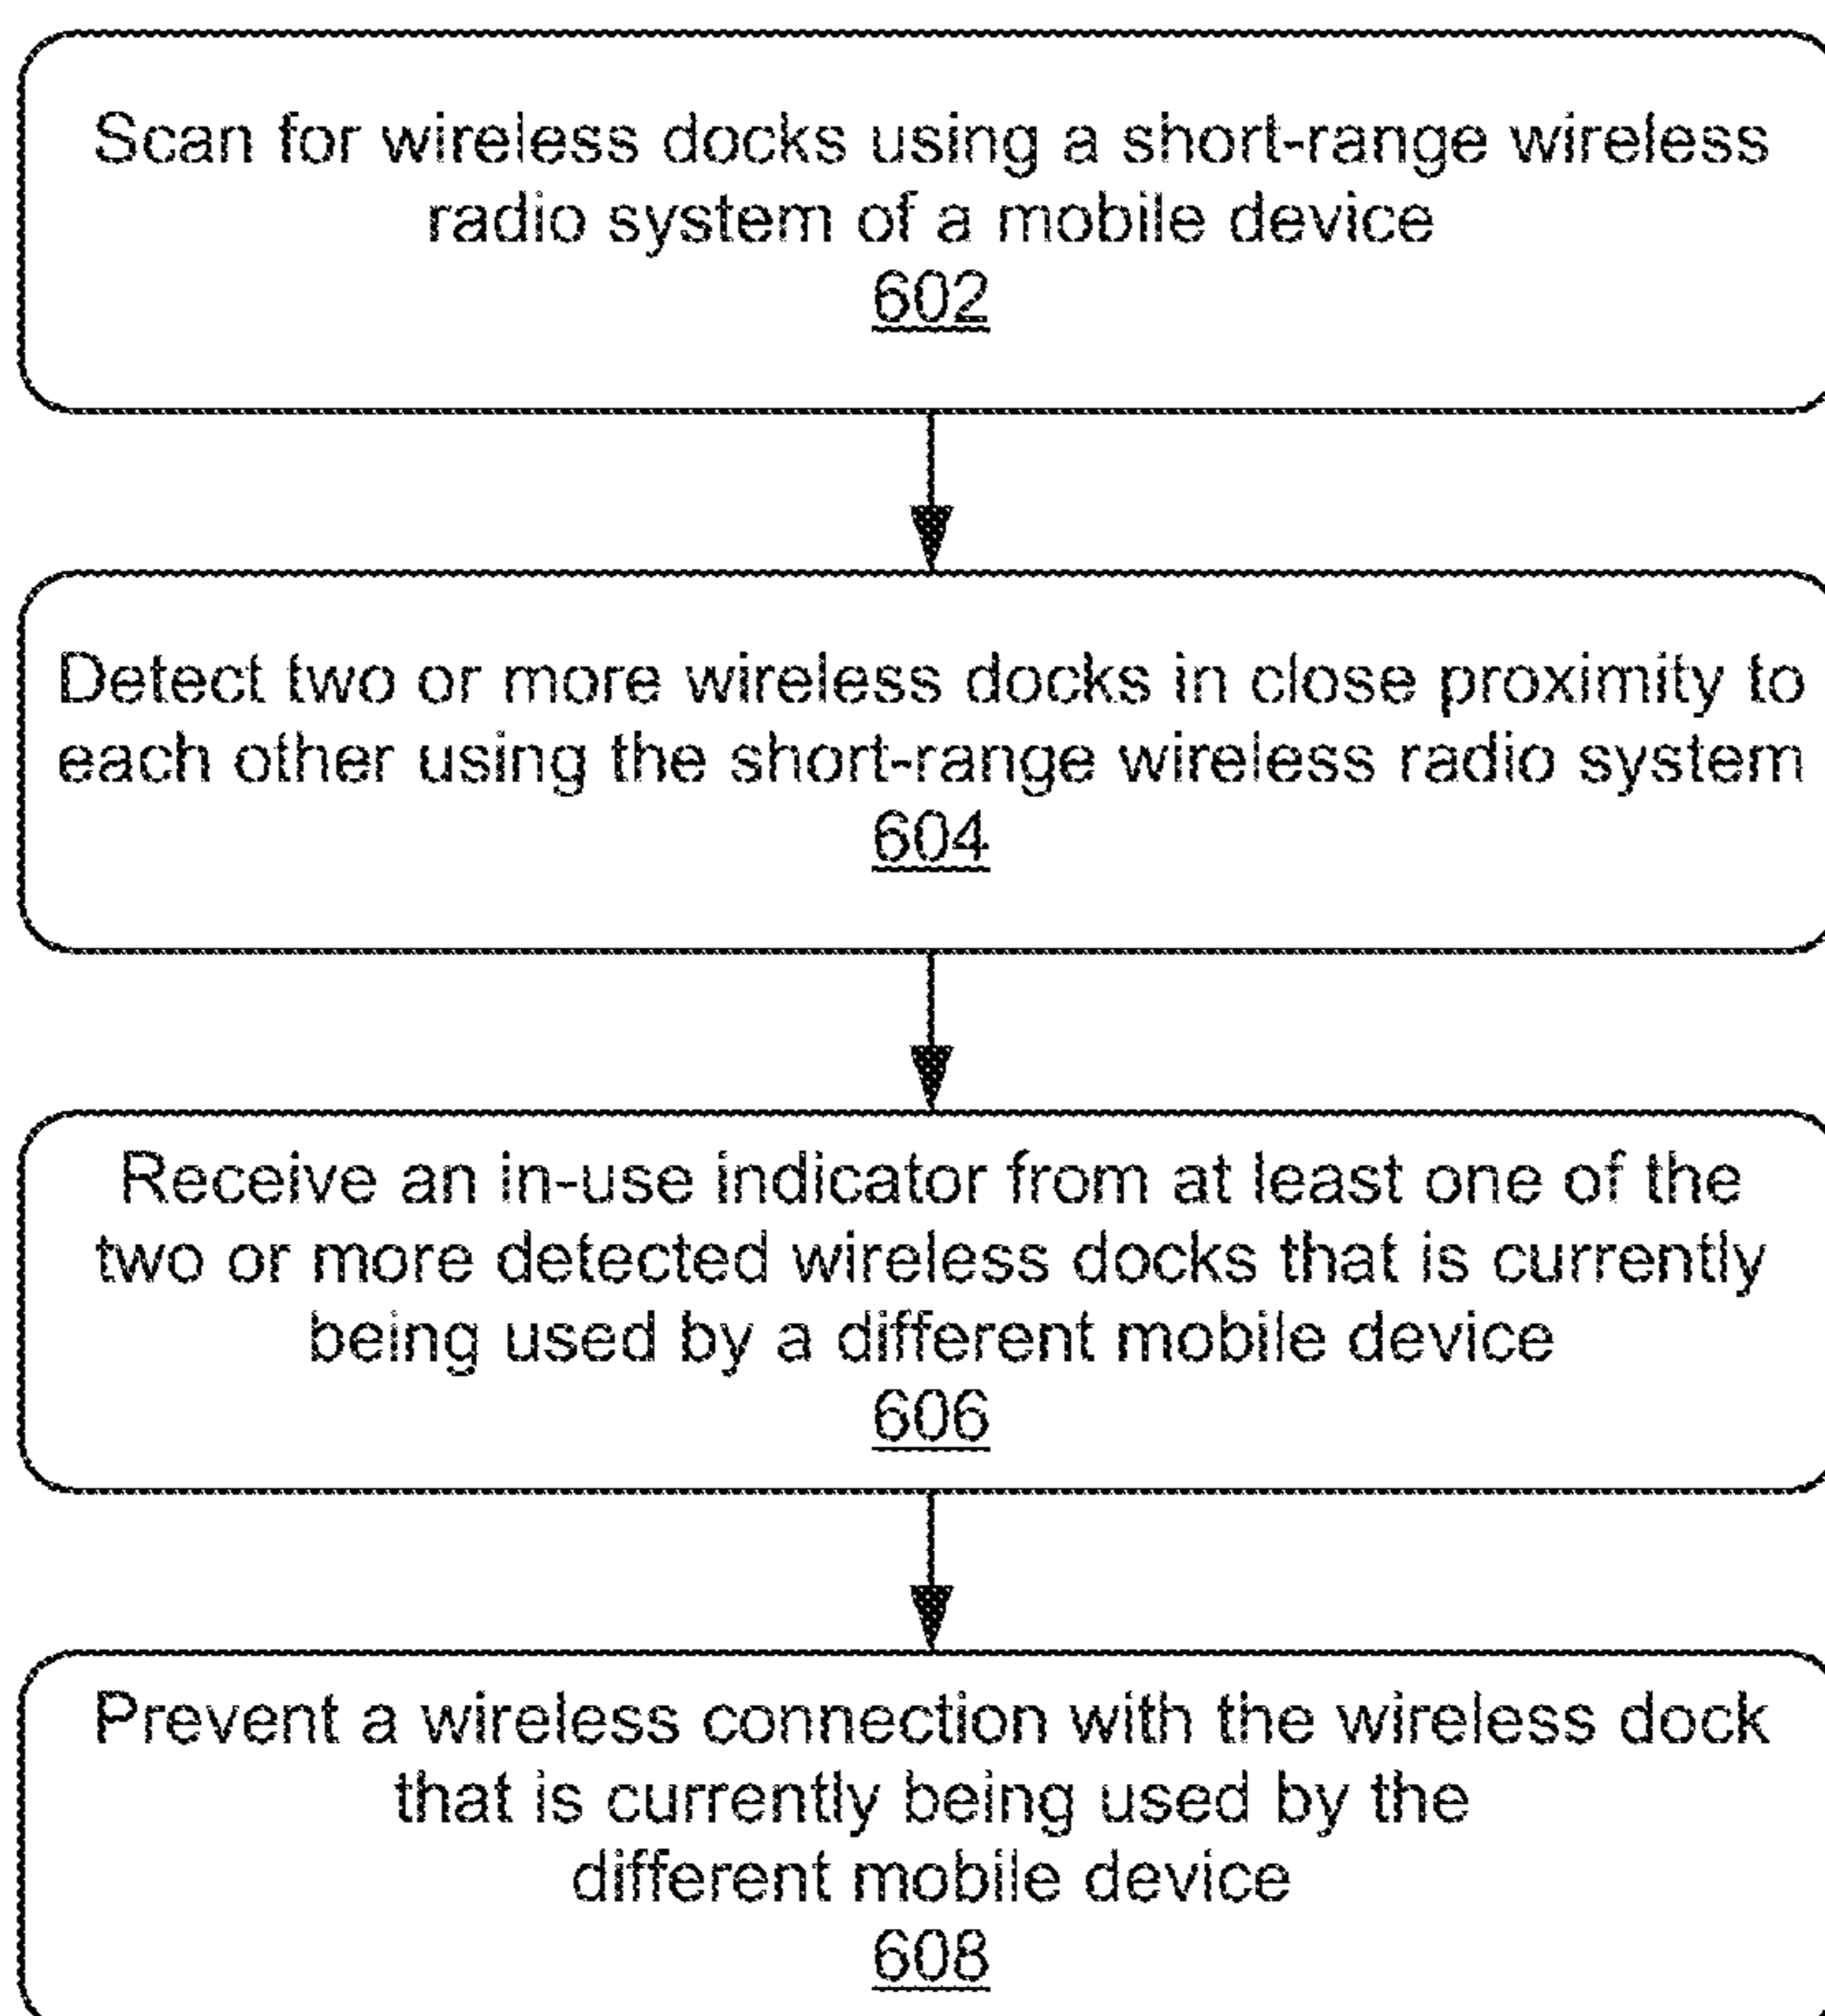 Scan for wireless docks using a short-range wireless
radio system of a mobile device
602
Detect two or more wireless docks in close proximity to
each other using the short-range wireless radio system
604
Receive an in-use indicator from at least one of the
two or more detected wireless docks that is currently
being used by a different mobile device
606
Prevent a wireless connection with the wireless dock
that is currently being used by the
different mobile device
608